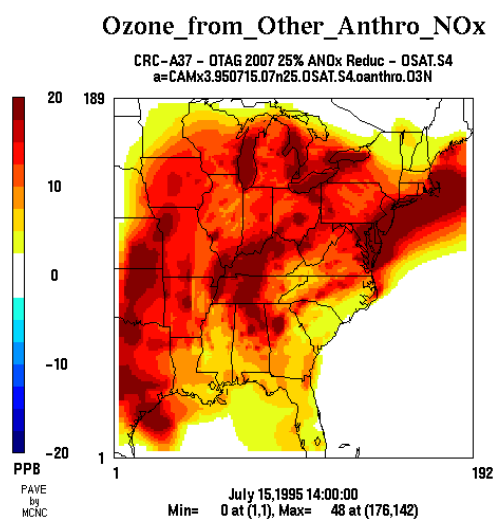 Ozone_from_Other_Anthro_NOx
CRC-A37 - OTAG 2007 25% ANOx Reduc - OSAT.S4
a=CAMx3.950715.07n25.OSAT.S4.oanthro.O3N
20
10
0
-10
-20
PPB
PAVE
by
MCNC
189
1
1
192
July 15,1995 14:00:00
Min= 0 at (1,1), Max= 48 at (176,142)